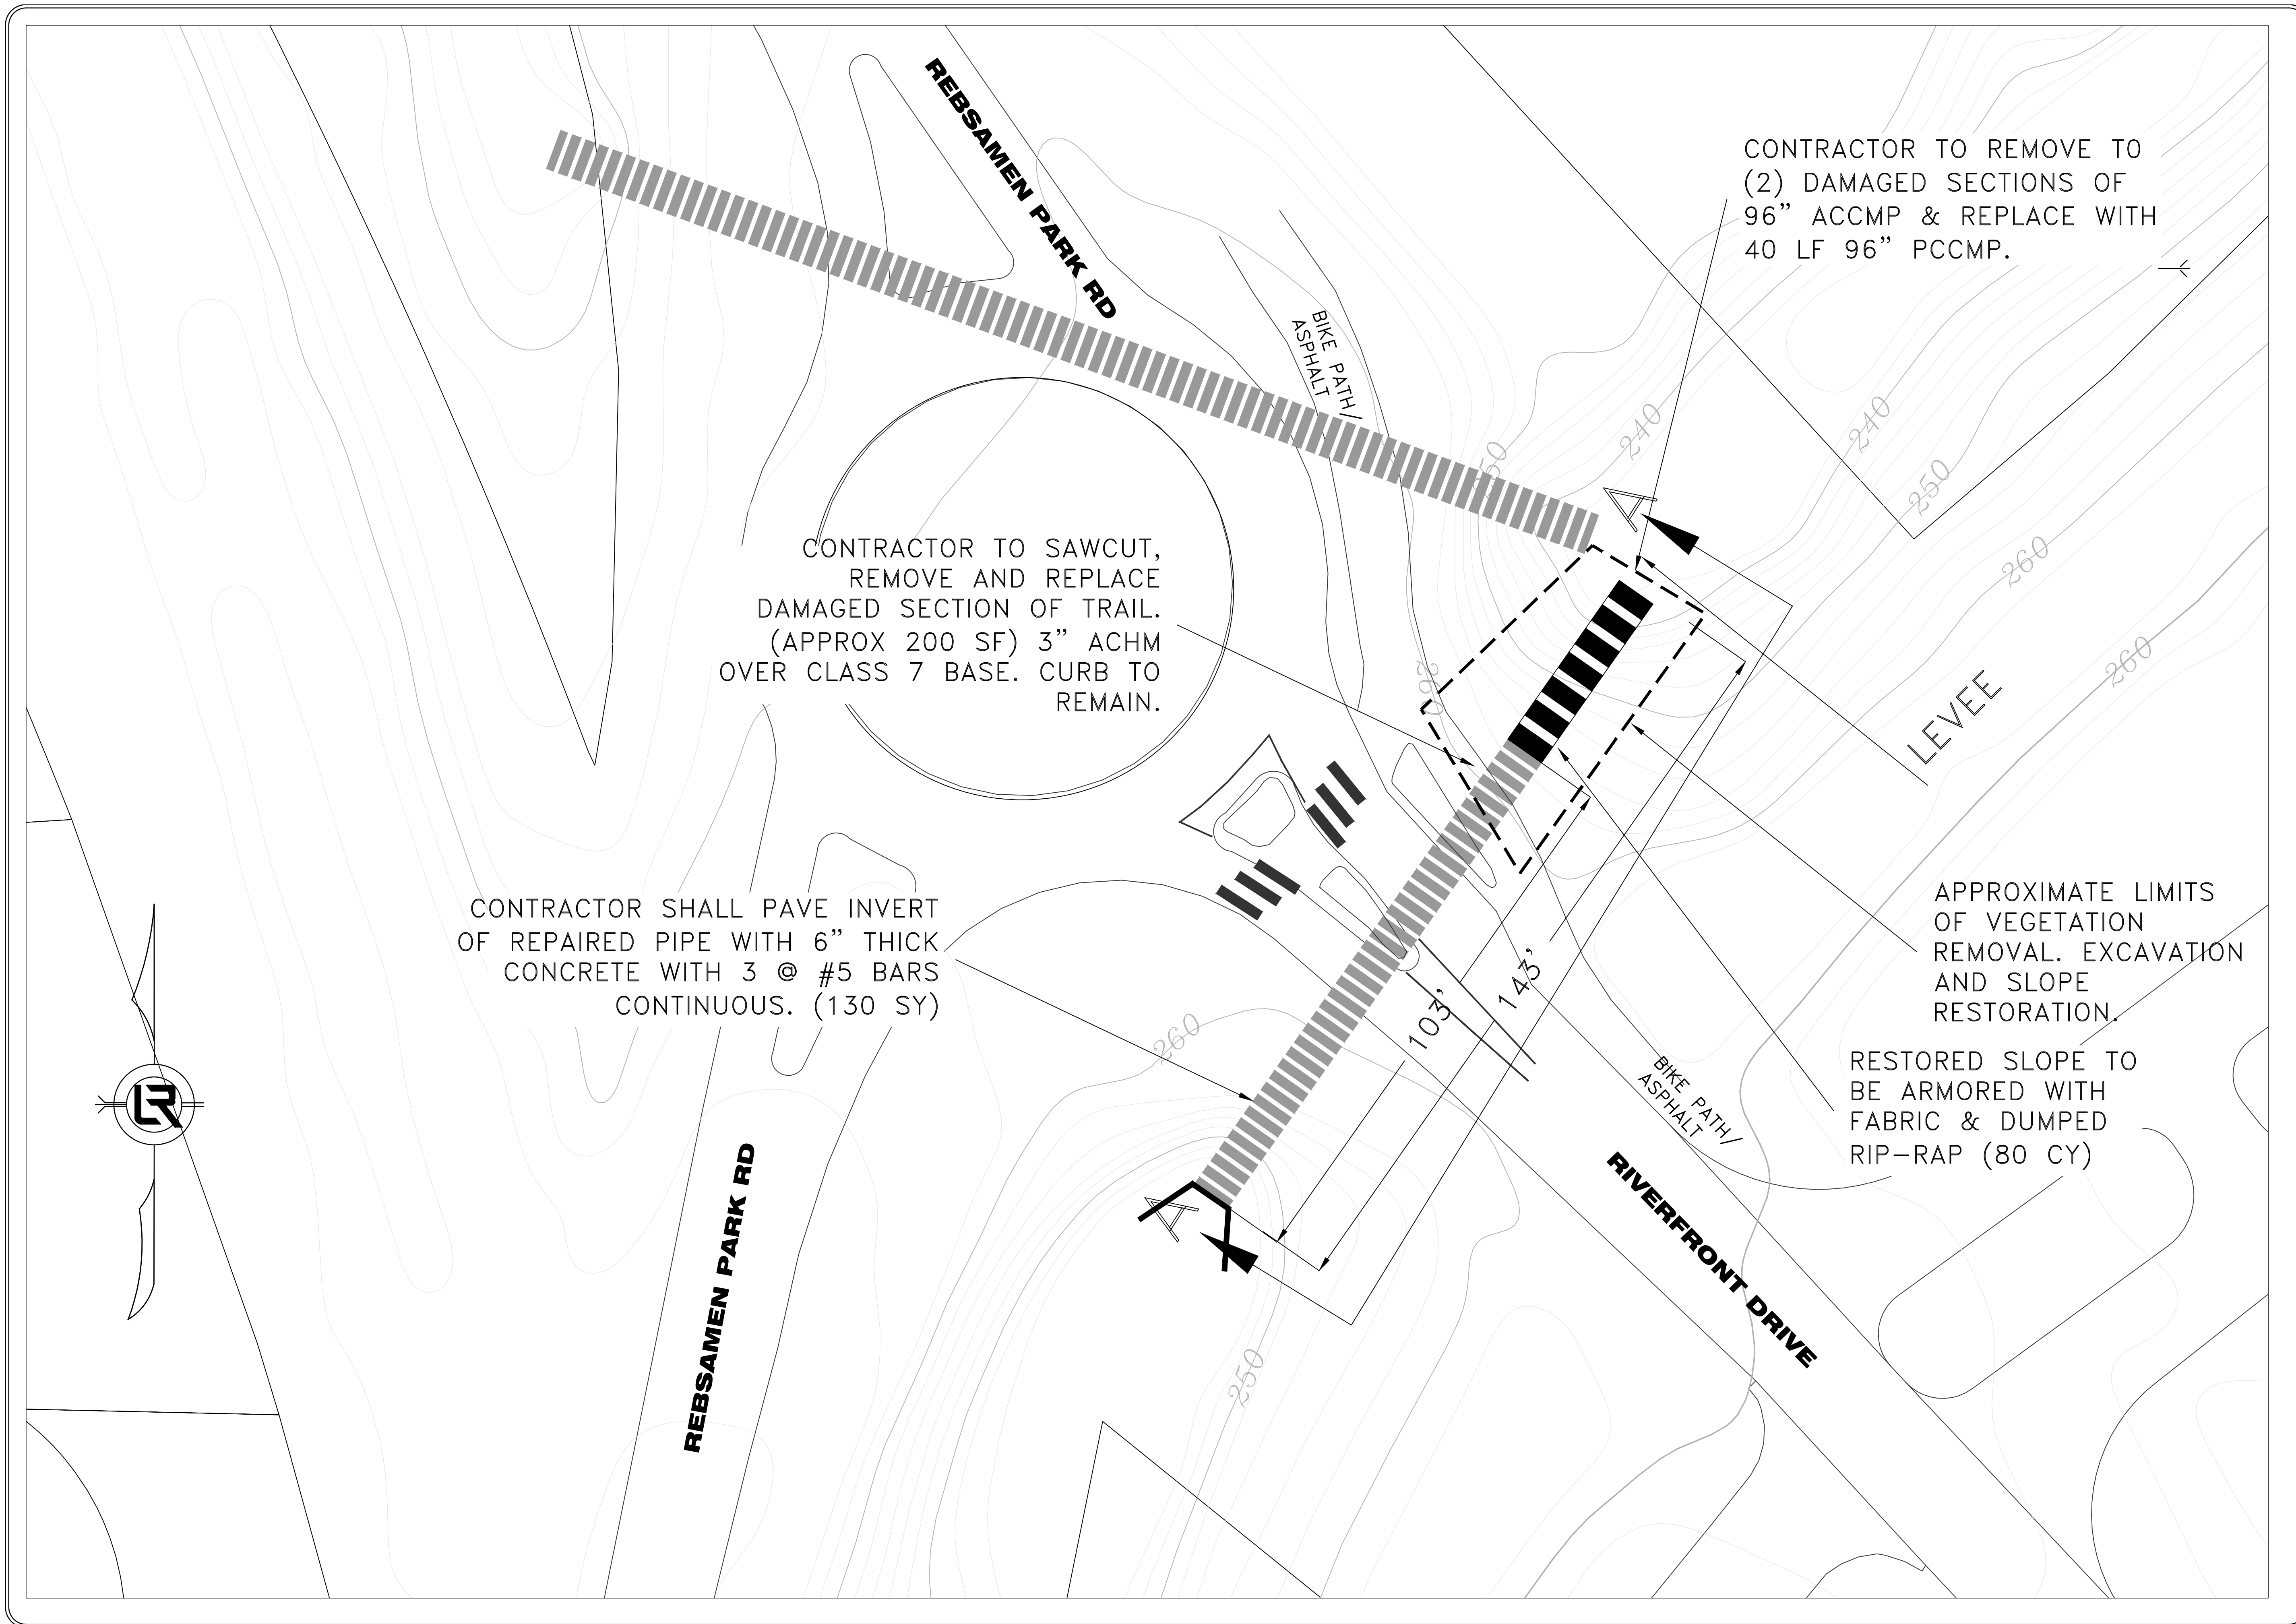 REBSAMEN PARK RD
CONTRACTOR TO REMOVE TO
(2) DAMAGED SECTIONS OF
96” ACCMP & REPLACE WITH
40 LF 96” PCCMP.
BIKE PATH/
ASPHALT
240
240
250
250
A
260
CONTRACTOR TO SAWCUT,
REMOVE AND REPLACE
DAMAGED SECTION OF TRAIL.
(APPROX 200 SF) 3” ACHM
OVER CLASS 7 BASE. CURB TO
REMAIN.
260
260
LEVEE
CONTRACTOR SHALL PAVE INVERT
OF REPAIRED PIPE WITH 6” THICK
CONCRETE WITH 3 @ #5 BARS
CONTINUOUS. (130 SY)
APPROXIMATE LIMITS
OF VEGETATION
REMOVAL. EXCAVATION
AND SLOPE
RESTORATION.
143’
103’
260
RESTORED SLOPE TO
BE ARMORED WITH
FABRIC & DUMPED
RIP-RAP (80 CY)
BIKE PATH/
ASPHALT
LR
A
REBSAMEN PARK RD
RIVERFRONT DRIVE
250